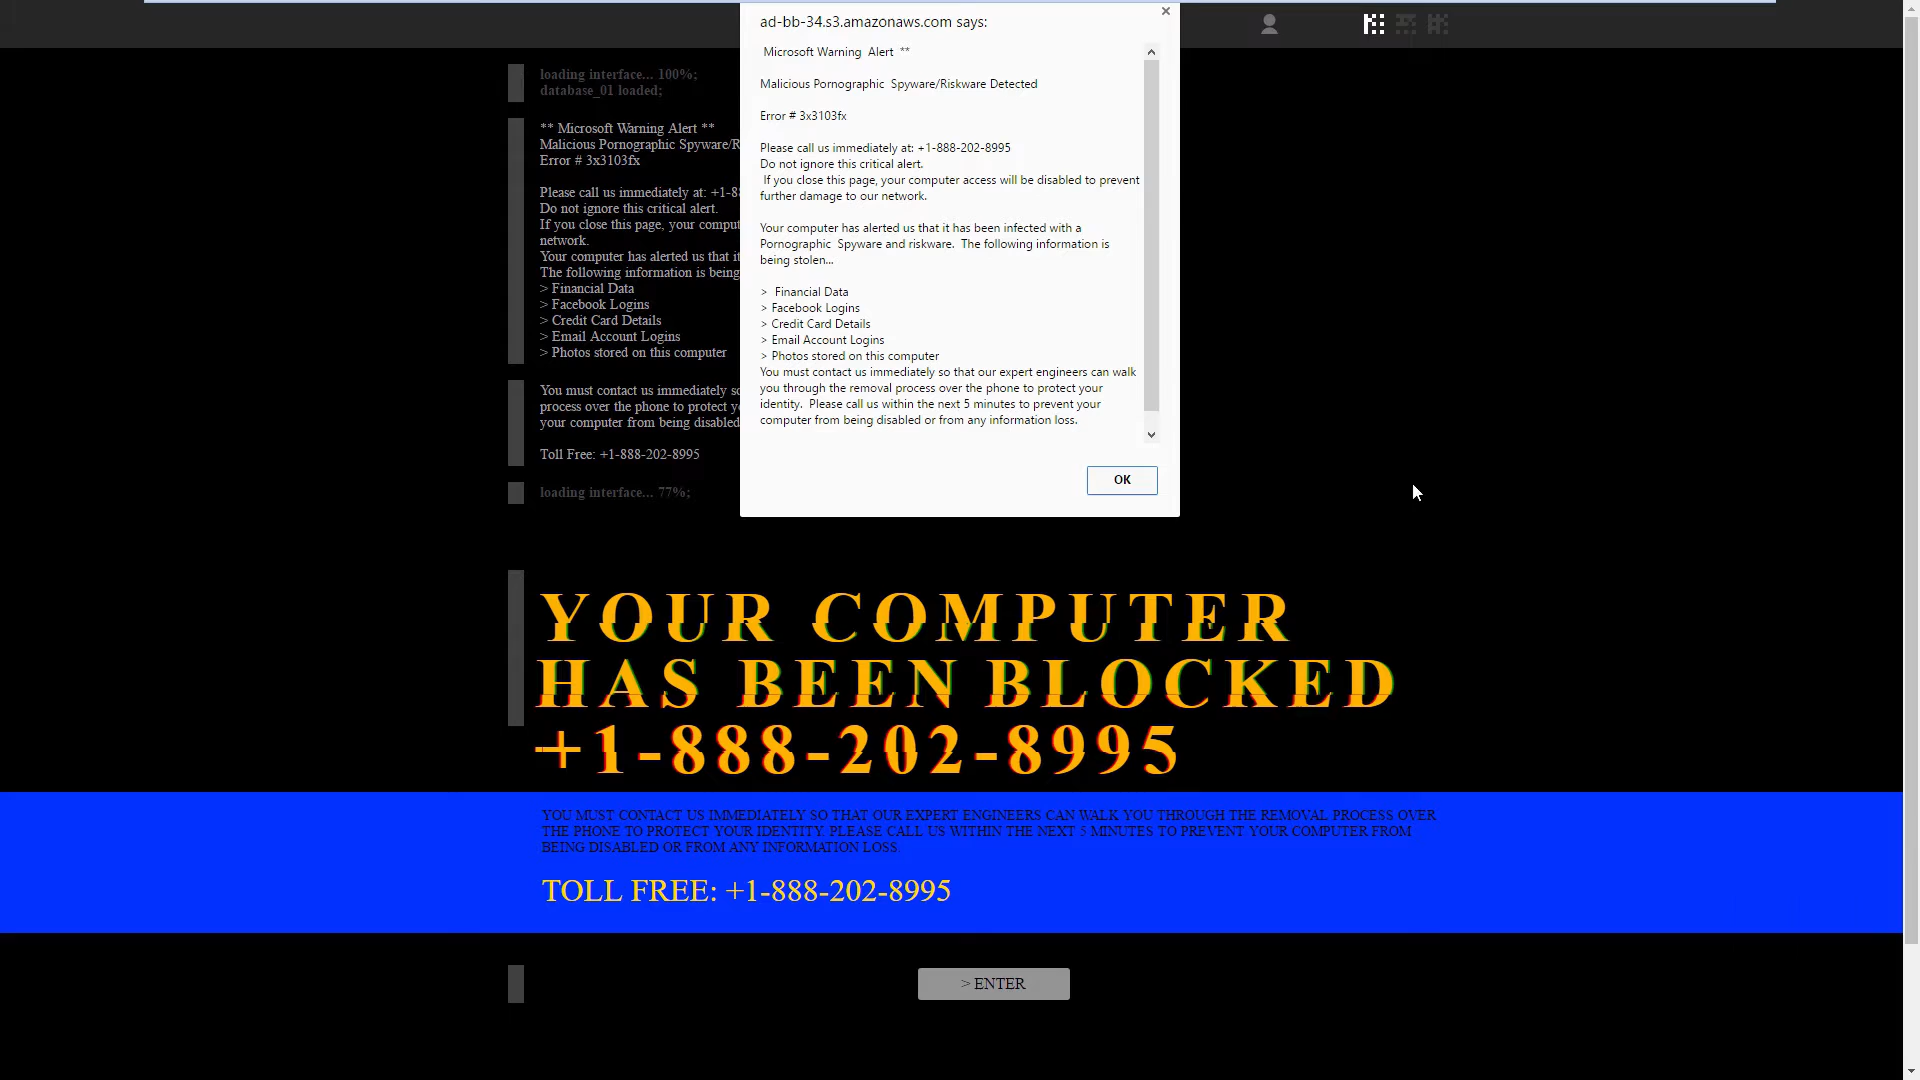 ad-bb-34.s3.amazonaws.com says:
Microsoft Warning Alert **
Malicious Pornographic Spyware/Riskware Detected
Error # 3x3103fx
Please call us immediately at: +1-888-202-8995
Do not ignore this critical alert.
If you close this page, your computer access will be disabled to prevent
further damage to our network.
Your computer has alerted us that it has been infected with a
Pornographic Spyware and riskware. The following information is
being stolen...
> Financial Data
> Facebook Logins
> Credit Card Details
> Email Account Logins
> Photos stored on this computer
You must contact us immediately so that our expert engineers can walk
you through the removal process over the phone to protect your
identity. Please call us within the next 5 minutes to prevent your
computer from being disabled or from any information loss.
OK
loading interface... 100%;
database_01 loaded;
** Microsoft Warning Alert **
Malicious Pornographic Spyware/R
Error # 3x3103fx
Please call us immediately at: +1-8
Do not ignore this critical alert.
If you close this page, your comput
network.
Your computer has alerted us that it
The following information is being
> Financial Data
> Facebook Logins
> Credit Card Details
> Email Account Logins
> Photos stored on this computer
You must contact us immediately so
process over the phone to protect y
your computer from being disabled
Toll Free: +1-888-202-8995
loading interface... 77%;
YOUR COMPUTER
HAS BEEN BLOCKED
+1-888-202-8995
YOU MUST CONTACT US IMMEDIATELY SO THAT OUR EXPERT ENGINEERS CAN WALK YOU THROUGH THE REMOVAL PROCESS OVER
THE PHONE TO PROTECT YOUR IDENTITY. PLEASE CALL US WITHIN THE NEXT 5 MINUTES TO PREVENT YOUR COMPUTER FROM
BEING DISABLED OR FROM ANY INFORMATION LOSS.
TOLL FREE: +1-888-202-8995
> ENTER